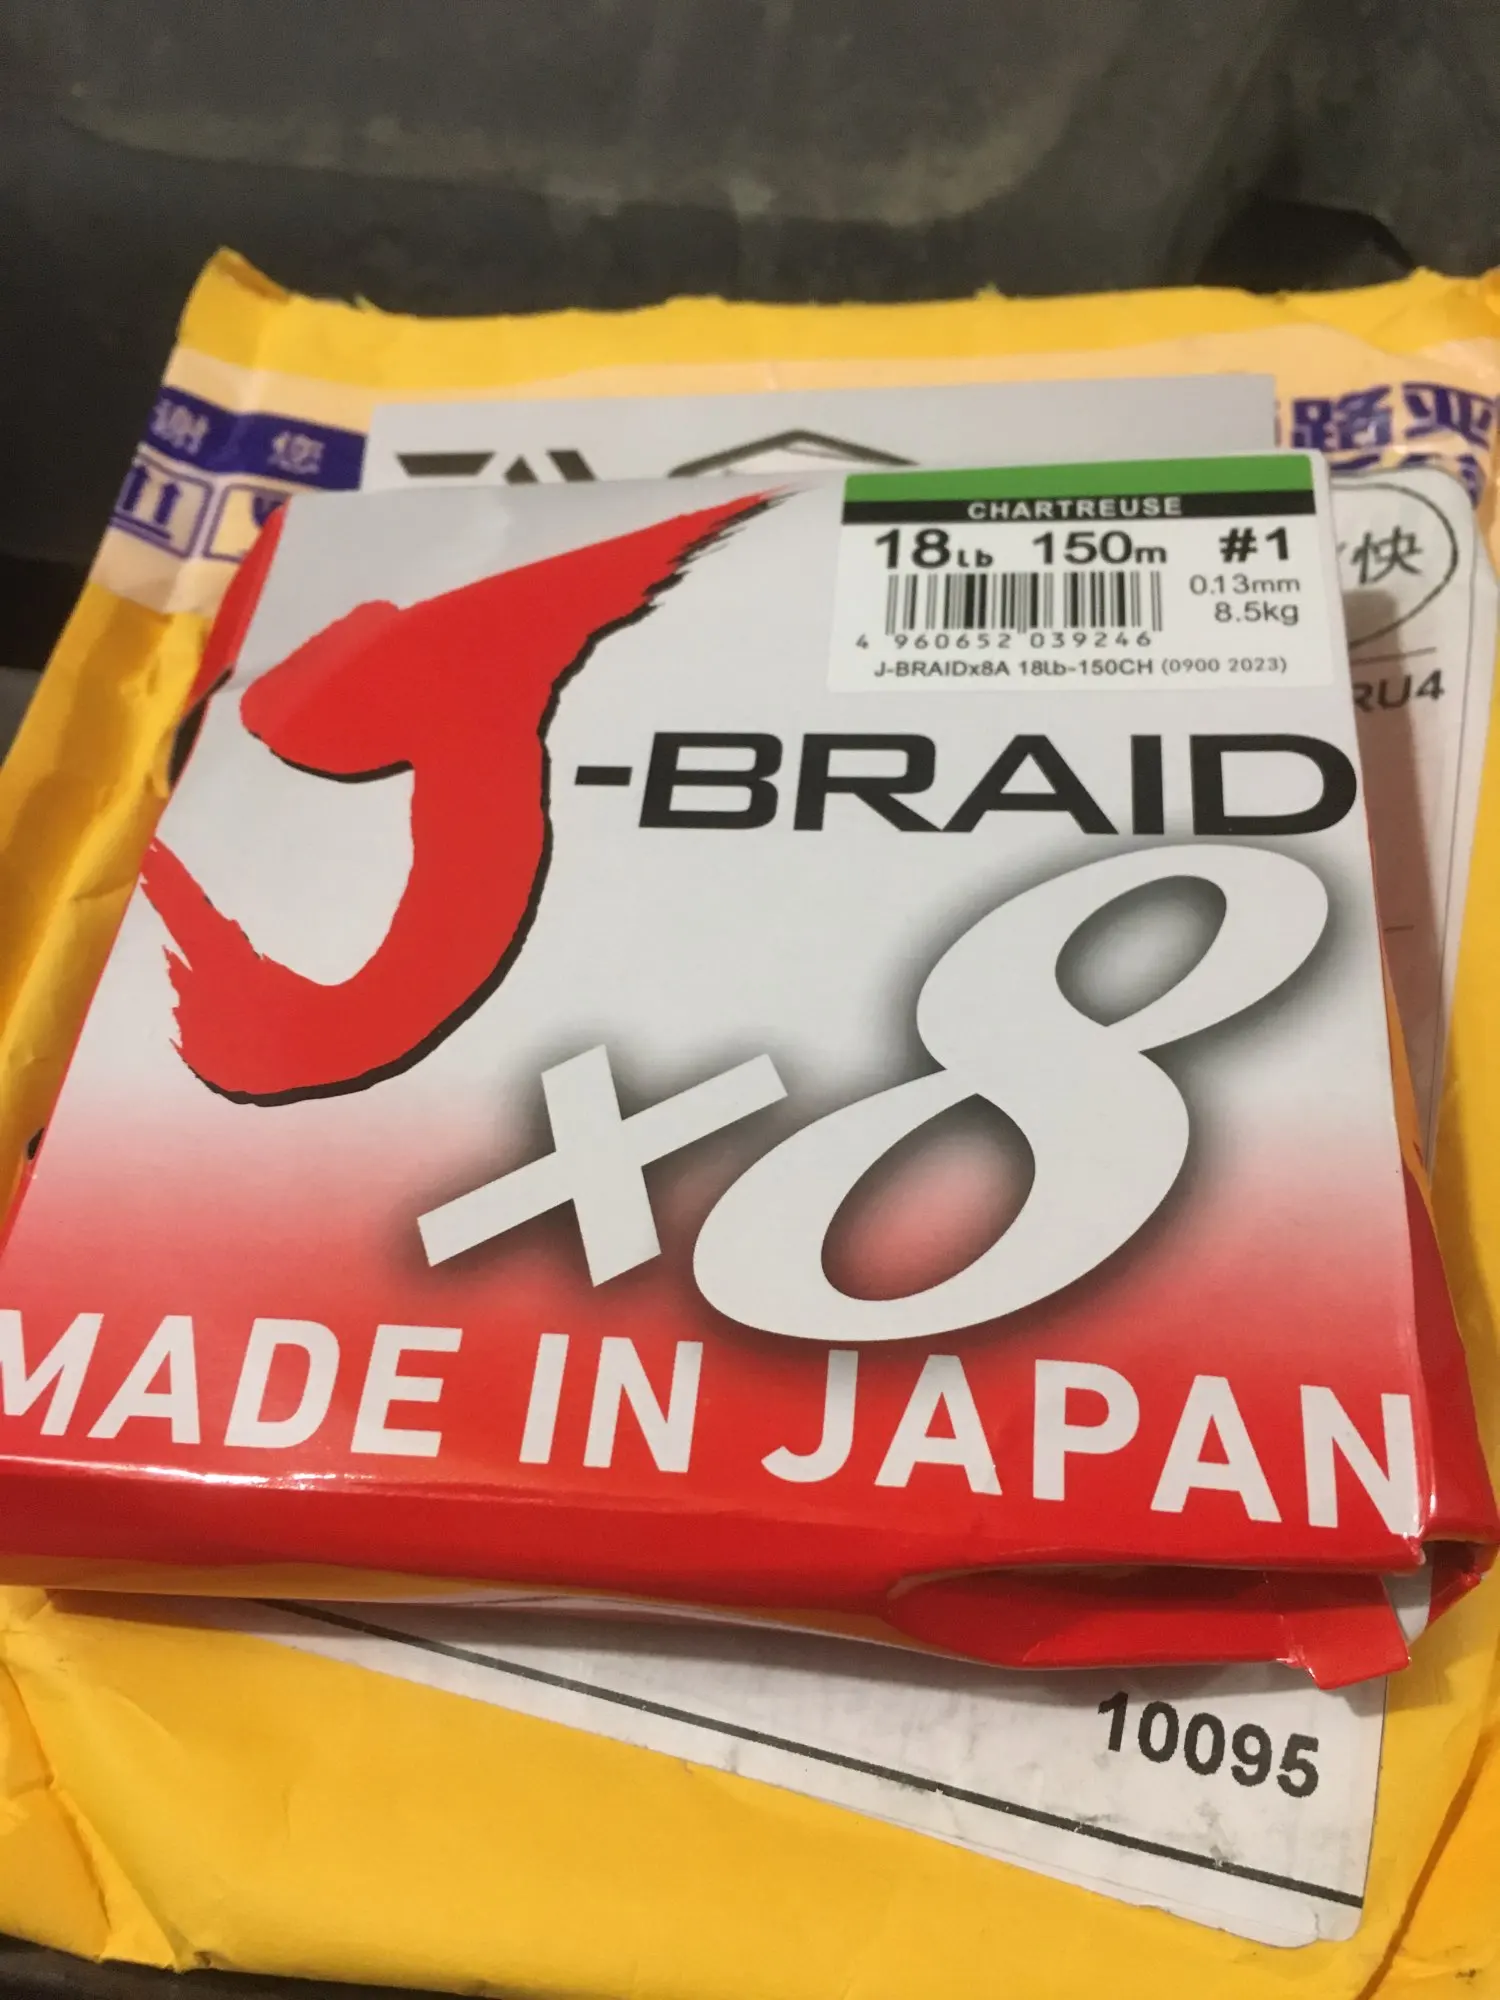 CHARTREUSE
18Lb 150m #1
0.13mm
8.5kg
4 960652 039246
J-BRAIDx8A 18Lb-150CH (0900 2023)
快
RU4
J-BRAID
x8
MADE IN JAPAN
10095